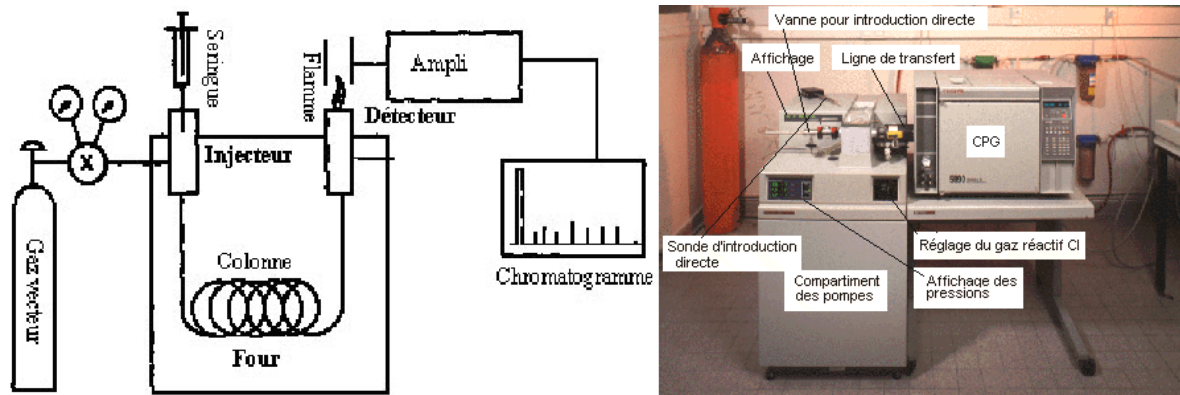 Seringue
Flamme
Ampli
Détecteur
Injecteur
X
Gaz vecteur
Colonne
Four
Chromatogramme
Vanne pour introduction directe
Affichage
Ligne de transfert
CPG
Sonde d'introduction
directe
Réglage du gaz réactif CI
Compartiment
des pompes
Affichage des
pressions